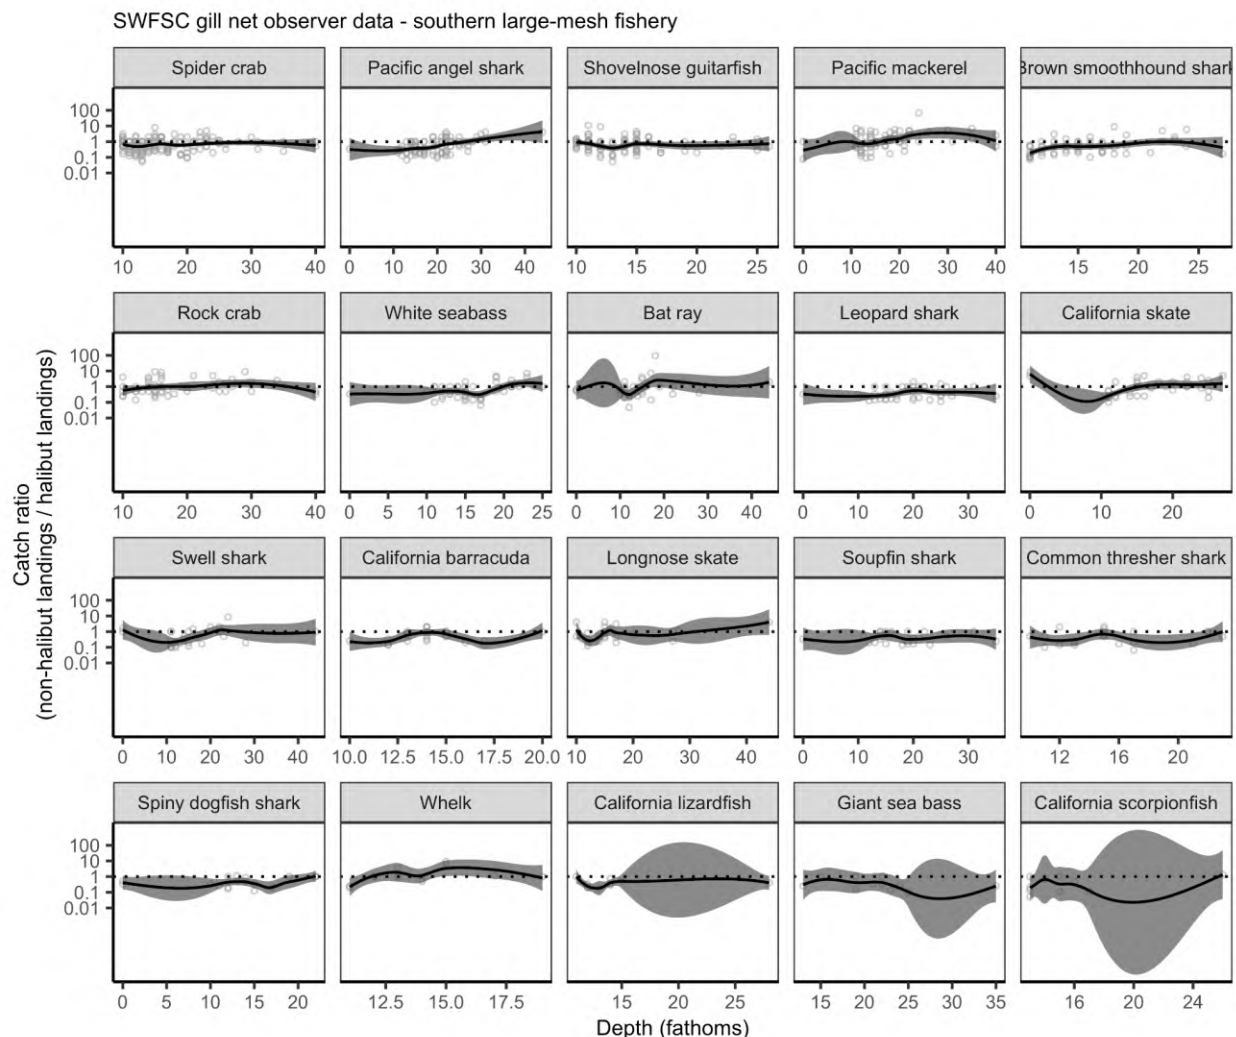 SWFSC gill net observer data - southern large-mesh fishery
Spider crab
Pacific angel shark
Shovelnose guitarfish
Pacific mackerel
Brown smoothhound shark
100
10
1
0.1
0.01
10 20 30 40
0 10 20 30 40
10 15 20 25
0 10 20 30 40
15 20 25
Rock crab
White seabass
Bat ray
Leopard shark
California skate
100
10
1
0.1
0.01
10 20 30 40
0 5 10 15 20 25
0 10 20 30 40
0 10 20 30
0 10 20
Catch ratio
(non-halibut landings / halibut landings)
Swell shark
California barracuda
Longnose skate
Soupfin shark
Common thresher shark
100
10
1
0.1
0.01
0 10 20 30 40
10.0 12.5 15.0 17.5 20.0
10 20 30 40
0 10 20 30
12 16 20
Spiny dogfish shark
Whelk
California lizardfish
Giant sea bass
California scorpionfish
100
10
1
0.1
0.01
0 5 10 15 20
12.5 15.0 17.5
15 20 25
15 20 25 30 35
16 20 24
Depth (fathoms)